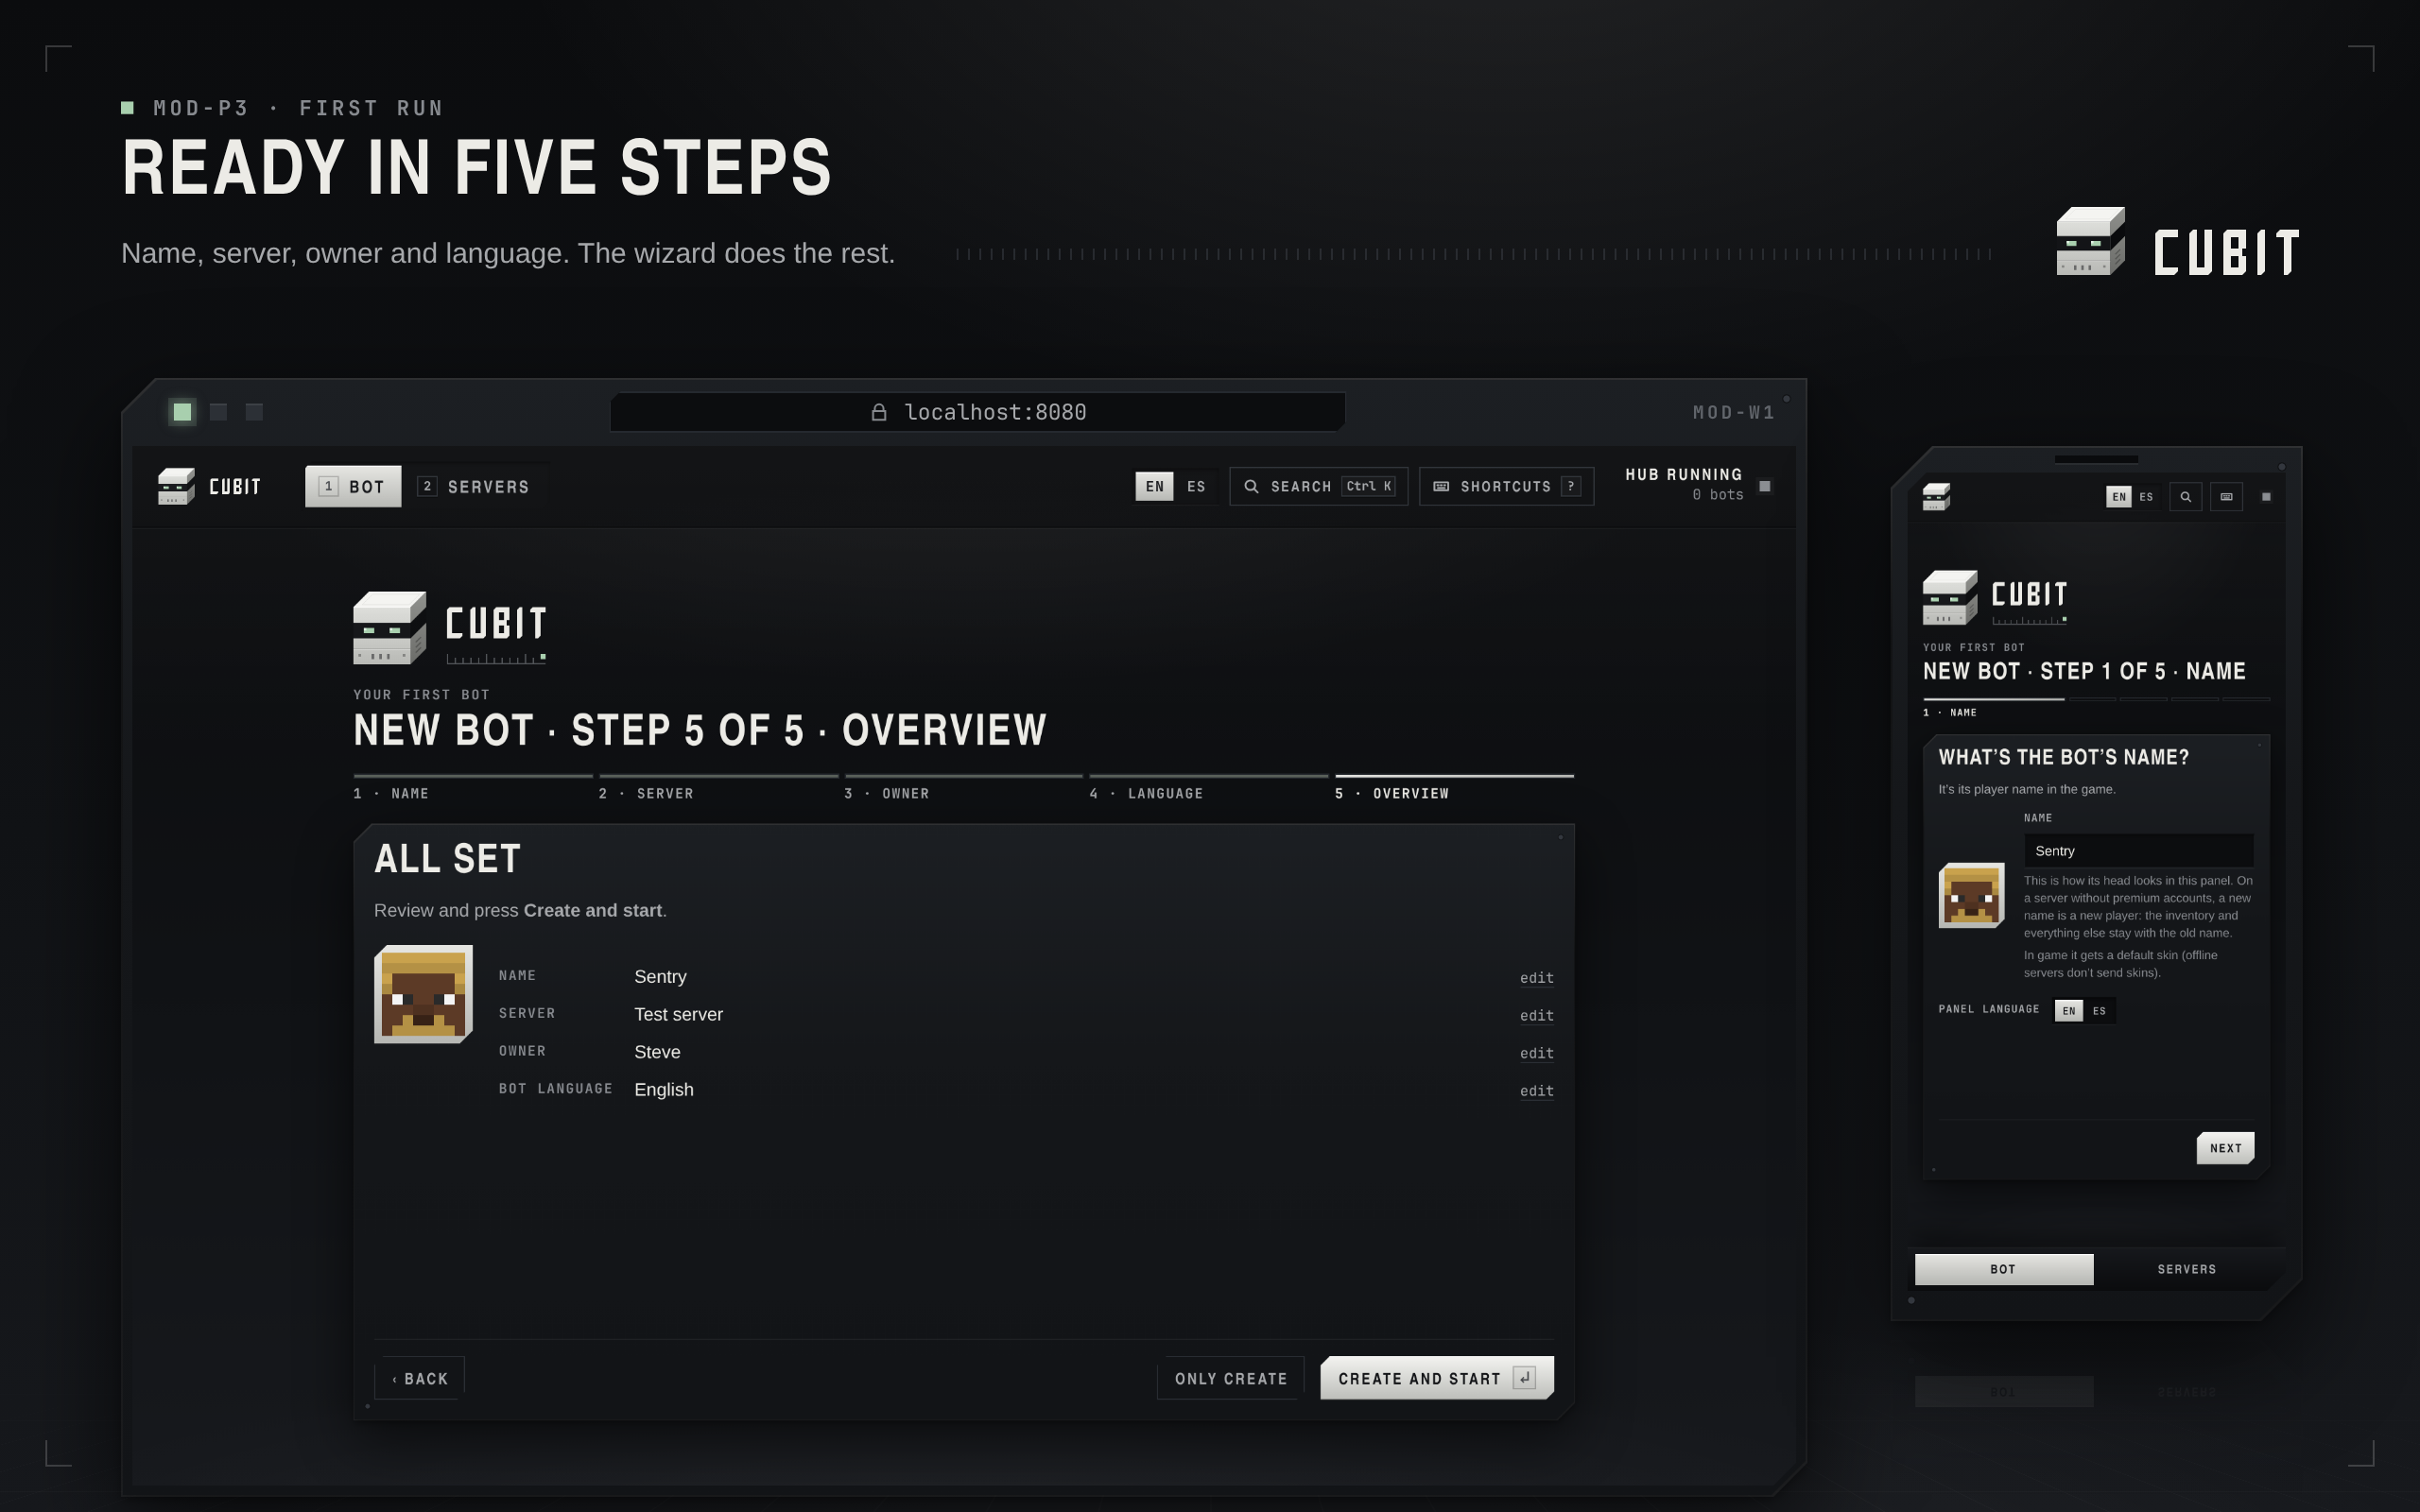 MOD-P3 · FIRST RUN
READY IN FIVE STEPS
Name, server, owner and language. The wizard does the rest.
CUBIT
localhost:8080
MOD-W1
CUBIT
1 BOT
2 SERVERS
EN ES
SEARCH Ctrl K
SHORTCUTS ?
HUB RUNNING
0 bots
CUBIT
YOUR FIRST BOT
NEW BOT · STEP 5 OF 5 · OVERVIEW
1 · NAME
2 · SERVER
3 · OWNER
4 · LANGUAGE
5 · OVERVIEW
ALL SET
Review and press Create and start.
NAME Sentry edit
SERVER Test server edit
OWNER Steve edit
BOT LANGUAGE English edit
‹ BACK
ONLY CREATE
CREATE AND START
EN ES
CUBIT
YOUR FIRST BOT
NEW BOT · STEP 1 OF 5 · NAME
1 · NAME
WHAT’S THE BOT’S NAME?
It’s its player name in the game.
NAME
Sentry
This is how its head looks in this panel. On
a server without premium accounts, a new
name is a new player: the inventory and
everything else stay with the old name.
In game it gets a default skin (offline
servers don’t send skins).
PANEL LANGUAGE EN ES
NEXT
BOT
SERVERS